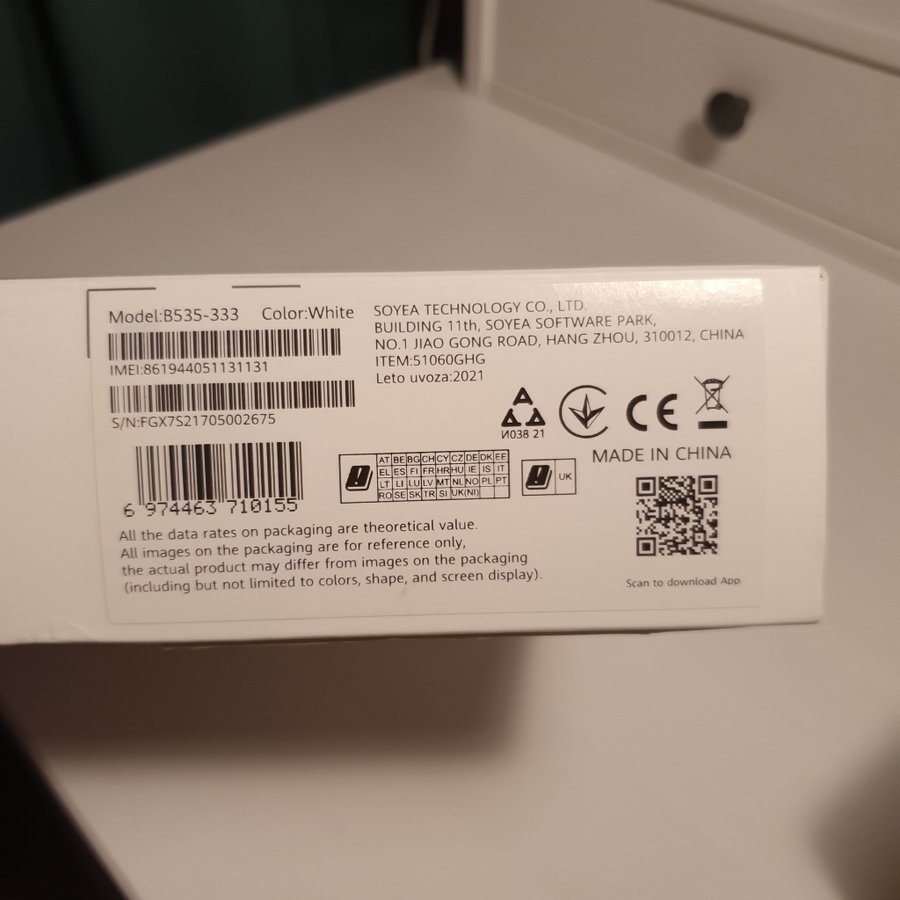 Model:B535-333 Color:White
IMEI:861944051131131
S/N:FGX7S21705002675
6 974463 710155
SOYEA TECHNOLOGY CO., LTD.
BUILDING 11th, SOYEA SOFTWARE PARK,
NO.1 JIAO GONG ROAD, HANG ZHOU, 310012, CHINA
ITEM:51060GHG
Leto uvoza:2021
И038 21
CE
MADE IN CHINA
AT BE BG CH CY CZ DE DK EE
EL ES FI FR HR HU IE IS IT
LT LI LU LV MT NL NO PL PT
RO SE SK TR SI UK(NI)
UK
All the data rates on packaging are theoretical value.
All images on the packaging are for reference only,
the actual product may differ from images on the packaging
(including but not limited to colors, shape, and screen display).
Scan to download App